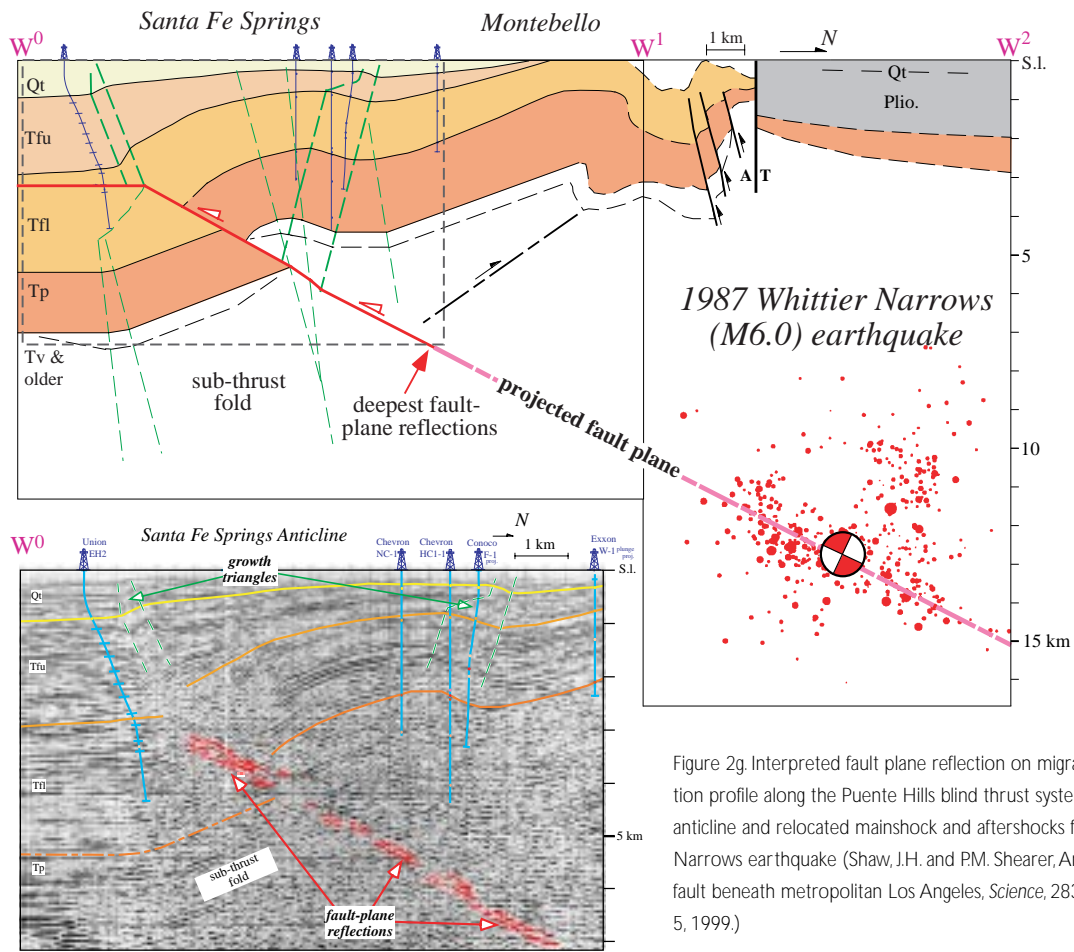 Santa Fe Springs
Montebello
W0
W1
1 km
N
W2
S.l.
Qt
Tfu
Tfl
Tp
Tv &
older
Qt
Plio.
A T
5
10
15 km
sub-thrust
fold
deepest fault-
plane reflections
projected fault plane
1987 Whittier Narrows
(M6.0) earthquake
W0
Santa Fe Springs Anticline
N
1 km
Union
EH2
growth
triangles
Chevron
NC-1
Chevron
HC1-1
Conoco
F-1
proj.
Exxon
W-1 plunge
proj.
S.l.
Qt
Tfu
Tfl
Tp
5 km
sub-thrust
fold
fault-plane
reflections
Figure 2g. Interpreted fault plane reflection on migra
tion profile along the Puente Hills blind thrust syste
anticline and relocated mainshock and aftershocks f
Narrows earthquake (Shaw, J.H. and P.M. Shearer, An
fault beneath metropolitan Los Angeles, Science, 283
5, 1999.)